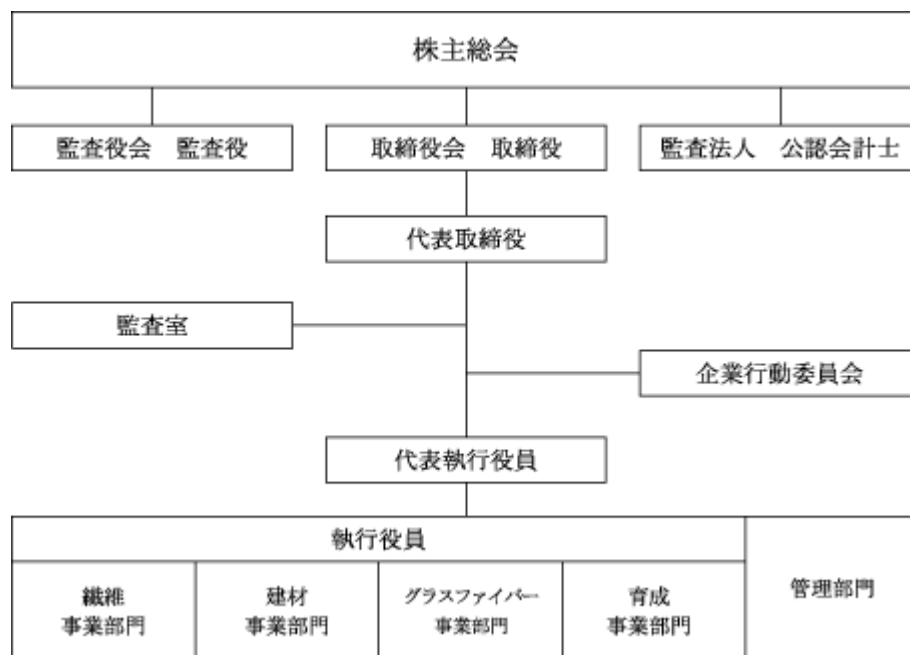 株主総会
監査役会　監査役
取締役会　取締役
監査法人　公認会計士
代表取締役
監査室
企業行動委員会
代表執行役員
執行役員
繊維
事業部門
建材
事業部門
グラスファイバー
事業部門
育成
事業部門
管理部門